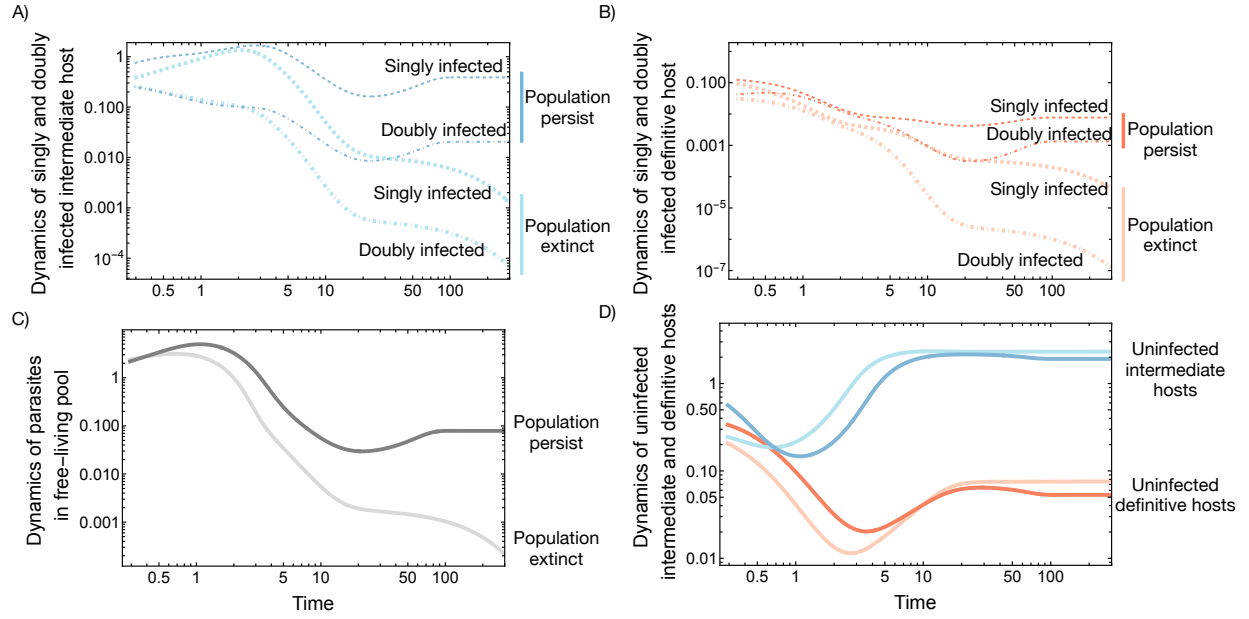 A)
Dynamics of singly and doubly
infected intermediate host
1
0.100
0.010
0.001
10⁻⁴
0.5
1
5
10
50
100
Singly infected
Doubly infected
Singly infected
Doubly infected
Population
persist
Population
extinct
B)
Dynamics of singly and doubly
infected definitive host
0.100
0.001
10⁻⁵
10⁻⁷
0.5
1
5
10
50
100
Singly infected
Doubly infected
Singly infected
Doubly infected
Population
persist
Population
extinct
C)
Dynamics of parasites
in free−living pool
1
0.100
0.010
0.001
0.5
1
5
10
50
100
Time
Population
persist
Population
extinct
D)
Dynamics of uninfected
intermediate and definitive hosts
1
0.50
0.10
0.05
0.01
0.5
1
5
10
50
100
Time
Uninfected
intermediate
hosts
Uninfected
definitive hosts